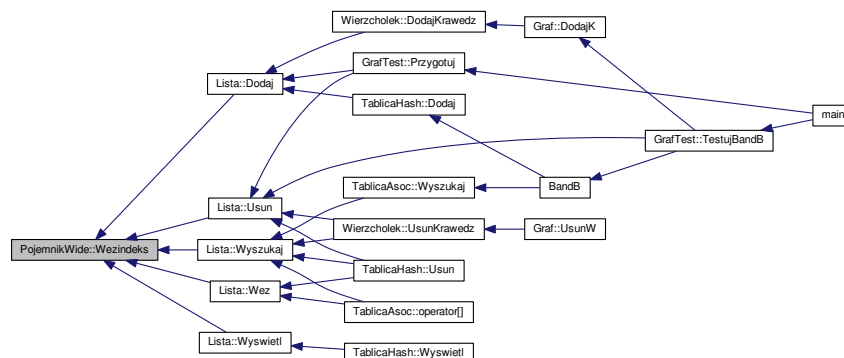 Wierzcholek::DodajKrawedz
Graf::DodajK
GrafTest::Przygotuj
Lista::Dodaj
TablicaHash::Dodaj
main
GrafTest::TestujBandB
TablicaAsoc::Wyszukaj
BandB
Lista::Usun
Wierzcholek::UsunKrawedz
Graf::UsunW
PojemnikWide::Wezindeks
Lista::Wyszukaj
TablicaHash::Usun
Lista::Wez
TablicaAsoc::operator[]
Lista::Wyswietl
TablicaHash::Wyswietl